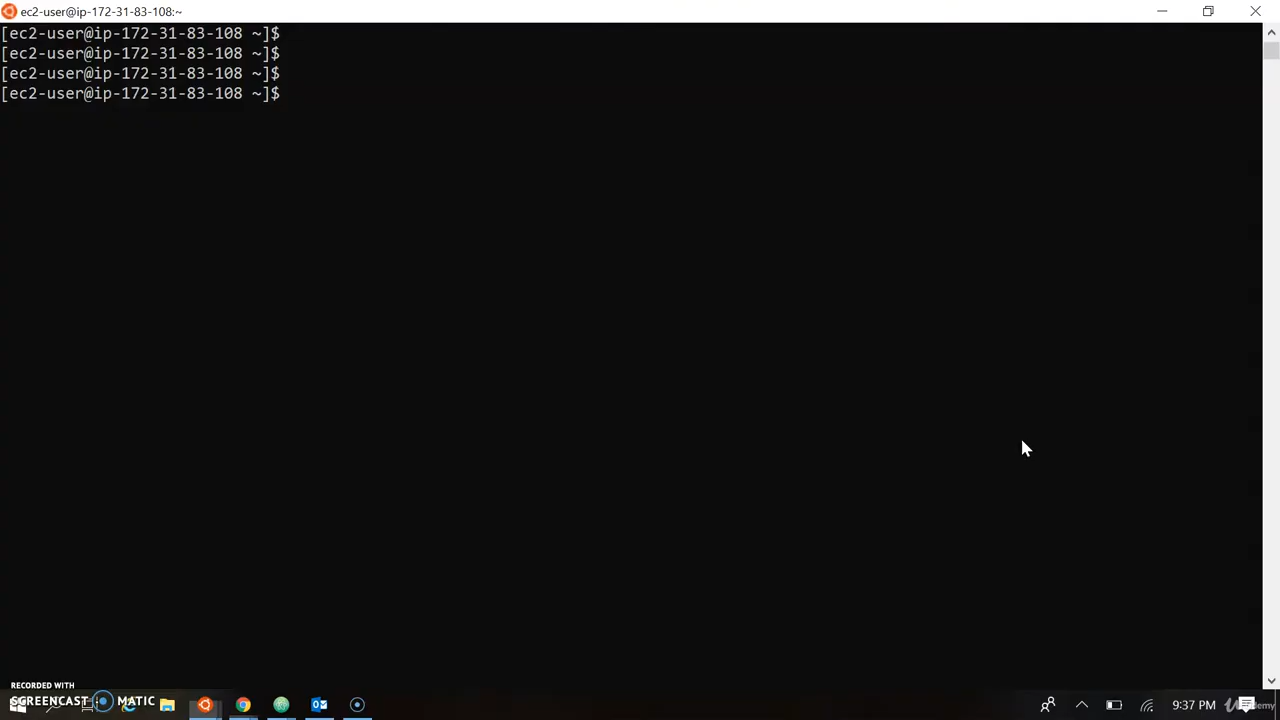 ec2-user@ip-172-31-83-108:~
[ec2-user@ip-172-31-83-108 ~]$
[ec2-user@ip-172-31-83-108 ~]$
[ec2-user@ip-172-31-83-108 ~]$
[ec2-user@ip-172-31-83-108 ~]$
RECORDED WITH
SCREENCAST MATIC
9:37 PM